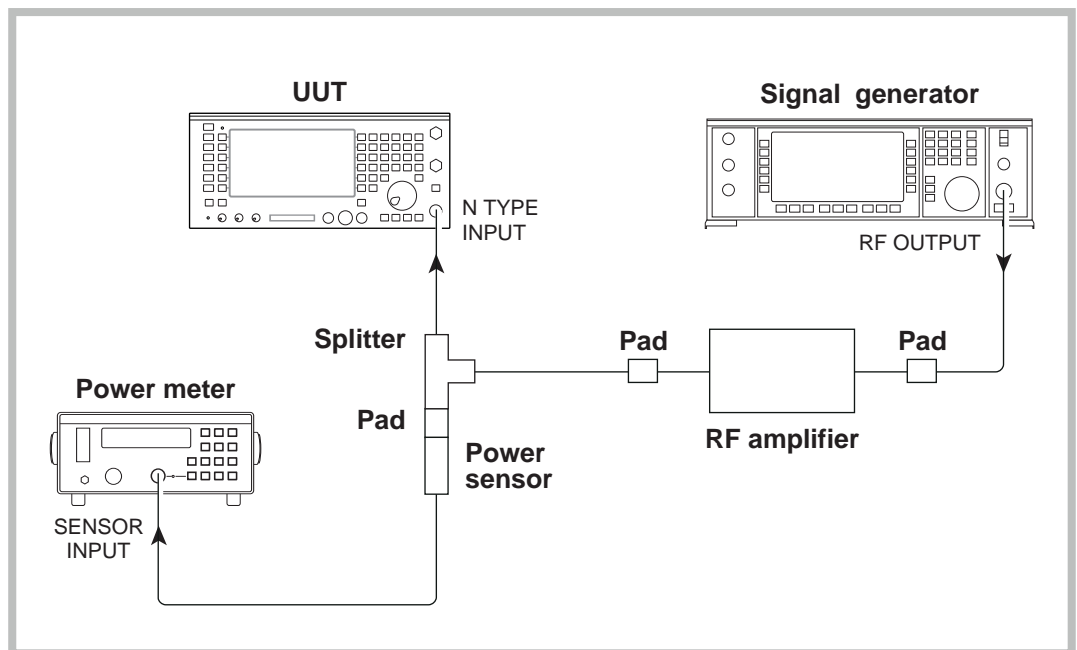 UUT
Signal generator
N TYPE
INPUT
RF OUTPUT
Splitter
Pad
Pad
Power meter
Pad
RF amplifier
Power
sensor
SENSOR
INPUT